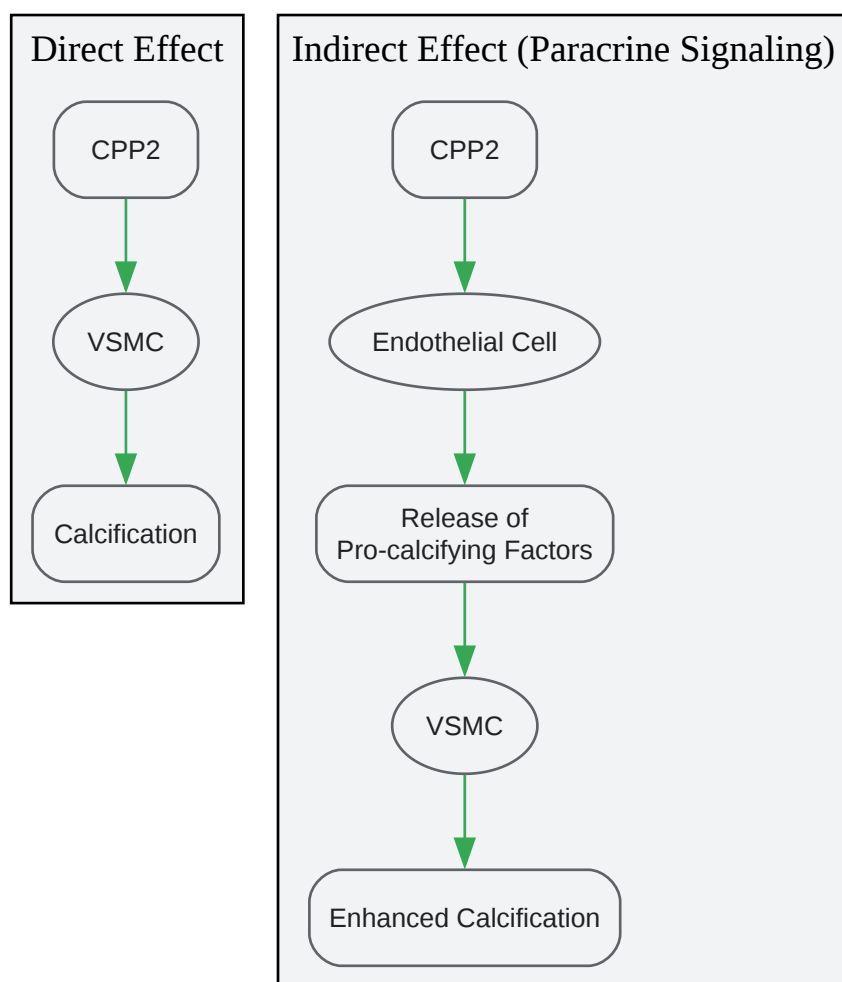 Direct Effect
CPP2
VSMC
Calcification
Indirect Effect (Paracrine Signaling)
CPP2
Endothelial Cell
Release of
Pro-calcifying Factors
VSMC
Enhanced Calcification